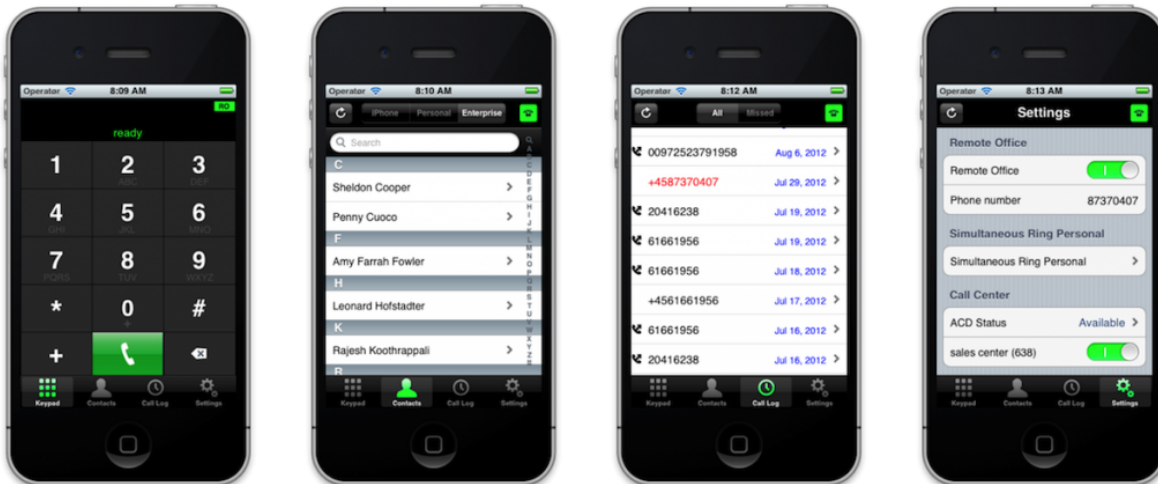 Operatør 8:09 AM
RO
ready
1 2 3
ABC DEF
4 5 6
GHI JKL MNO
7 8 9
PQRS TUV WXYZ
* 0 #
+
+
Keypad Contacts Call Log Settings
Operatør 8:10 AM
iPhone Personal Enterprise
Search
C
Sheldon Cooper
Penny Cuoco
F
Amy Farrah Fowler
H
Leonard Hofstadter
K
Rajesh Koothrappali
R
A
B
C
D
E
F
G
H
I
J
K
L
M
N
O
P
Q
R
S
T
U
V
W
X
Y
Z
#
Keypad Contacts Call Log Settings
Operatør 8:12 AM
All Missed
00972523791958 Aug 6, 2012
+4587370407 Jul 29, 2012
20416238 Jul 19, 2012
61661956 Jul 19, 2012
61661956 Jul 18, 2012
+4561661956 Jul 17, 2012
61661956 Jul 16, 2012
20416238 Jul 16, 2012
Keypad Contacts Call Log Settings
Operatør 8:13 AM
Settings
Remote Office
Remote Office
Phone number 87370407
Simultaneous Ring Personal
Simultaneous Ring Personal
Call Center
ACD Status Available
sales center (638)
Keypad Contacts Call Log Settings